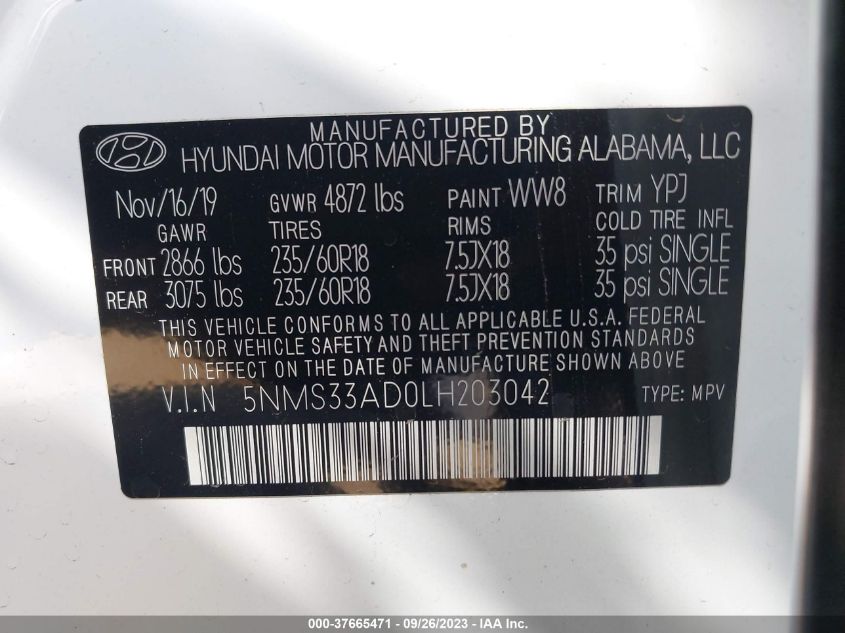 MANUFACTURED BY
HYUNDAI MOTOR MANUFACTURING ALABAMA, LLC
Nov/16/19 GVWR 4872 lbs PAINT WW8 TRIM YPJ
GAWR TIRES RIMS COLD TIRE INFL
FRONT 2866 lbs 235/60R18 7.5JX18 35 psi SINGLE
REAR 3075 lbs 235/60R18 7.5JX18 35 psi SINGLE
THIS VEHICLE CONFORMS TO ALL APPLICABLE U.S.A. FEDERAL
MOTOR VEHICLE SAFETY AND THEFT PREVENTION STANDARDS
IN EFFECT ON THE DATE OF MANUFACTURE SHOWN ABOVE
V.I.N 5NMS33AD0LH203042 TYPE: MPV
000-37665471 - 09/26/2023 - IAA Inc.